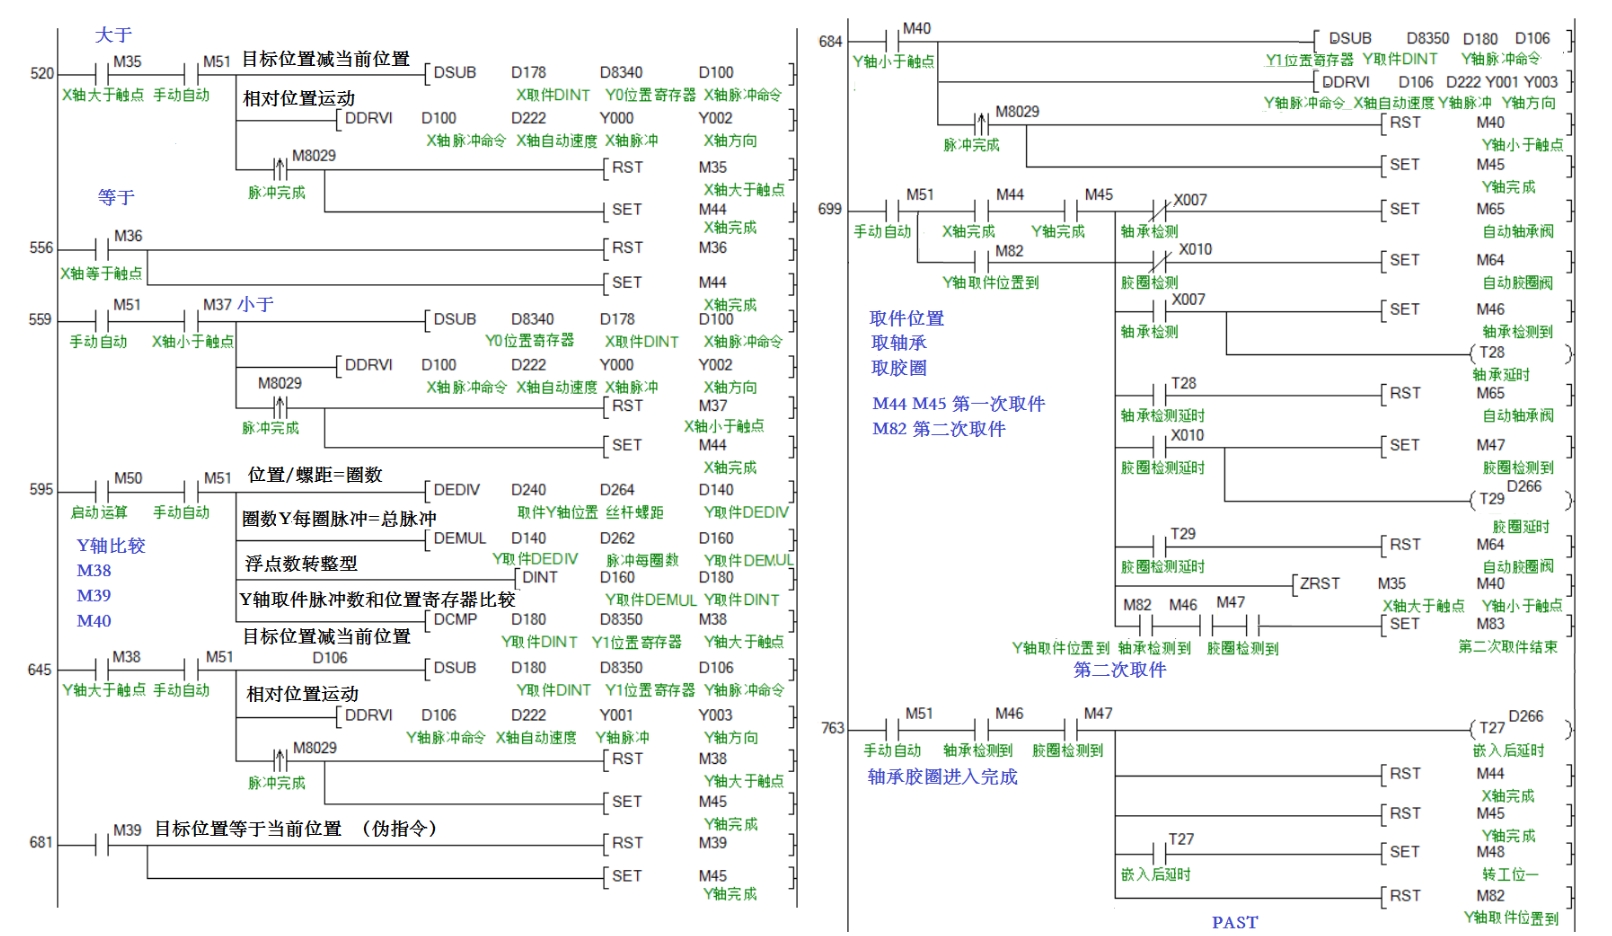 大于
520 M35 M51 目标位置减当前位置 DSUB D178 D8340 D100
X轴大于触点 手动自动 X取件DINT Y0位置寄存器 X轴脉冲命令
相对位置运动
DDRVI D100 D222 Y000 Y002
X轴脉冲命令 X轴自动速度 X轴脉冲 X轴方向
M8029 RST M35
脉冲完成 X轴大于触点
等于
SET M44
X轴完成
556 M36 RST M36
X轴等于触点
SET M44
X轴完成
559 M51 M37 小于 DSUB D8340 D178 D100
手动自动 X轴小于触点 Y0位置寄存器 X取件DINT X轴脉冲命令
DDRVI D100 D222 Y000 Y002
X轴脉冲命令 X轴自动速度 X轴脉冲 X轴方向
M8029 RST M37
脉冲完成 X轴小于触点
SET M44
X轴完成
595 M50 M51 位置/螺距=圈数 DEDIV D240 D264 D140
启动运算 手动自动 取件Y轴位置 丝杆螺距 Y取件DEDIV
圈数Y每圈脉冲=总脉冲
DEMUL D140 D262 D160
Y取件DEDIV 脉冲每圈数 Y取件DEMUL
Y轴比较
M38
M39
M40
浮点数转整型
DINT D160 D180
Y取件DEMUL Y取件DINT
Y轴取件脉冲数和位置寄存器比较
DCMP D180 D8350 M38
Y取件DINT Y1位置寄存器 Y轴大于触点
目标位置减当前位置
645 M38 M51 D106 DSUB D180 D8350 D106
Y轴大于触点 手动自动 Y取件DINT Y1位置寄存器 Y轴脉冲命令
相对位置运动
DDRVI D106 D222 Y001 Y003
Y轴脉冲命令 X轴自动速度 Y轴脉冲 Y轴方向
M8029 RST M38
脉冲完成 Y轴大于触点
SET M45
Y轴完成
681 M39 目标位置等于当前位置 （伪指令） RST M39
SET M45
Y轴完成
684 M40 DSUB D8350 D180 D106
Y轴小于触点 Y1位置寄存器 Y取件DINT Y轴脉冲命令
DDRVI D106 D222 Y001 Y003
Y轴脉冲命令 X轴自动速度 Y轴脉冲 Y轴方向
M8029 RST M40
脉冲完成 Y轴小于触点
SET M45
Y轴完成
699 M51 M44 M45 X007 SET M65
手动自动 X轴完成 Y轴完成 轴承检测 自动轴承阀
M82 X010 SET M64
Y轴取件位置到 胶圈检测 自动胶圈阀
取件位置
取轴承
取胶圈
X007 SET M46
轴承检测 轴承检测到
T28
轴承延时
M44 M45 第一次取件
M82 第二次取件
T28 RST M65
轴承检测延时 自动轴承阀
X010 SET M47
胶圈检测延时 胶圈检测到
D266
T29
胶圈延时
T29 RST M64
胶圈检测延时 自动胶圈阀
ZRST M35 M40
X轴大于触点 Y轴小于触点
M82 M46 M47 SET M83
Y轴取件位置到 轴承检测到 胶圈检测到 第二次取件结束
第二次取件
763 M51 M46 M47 T27 D266
手动自动 轴承检测到 胶圈检测到 嵌入后延时
轴承胶圈进入完成
RST M44
X轴完成
RST M45
Y轴完成
T27 SET M48
嵌入后延时 转工位一
RST M82
Y轴取件位置到
PAST